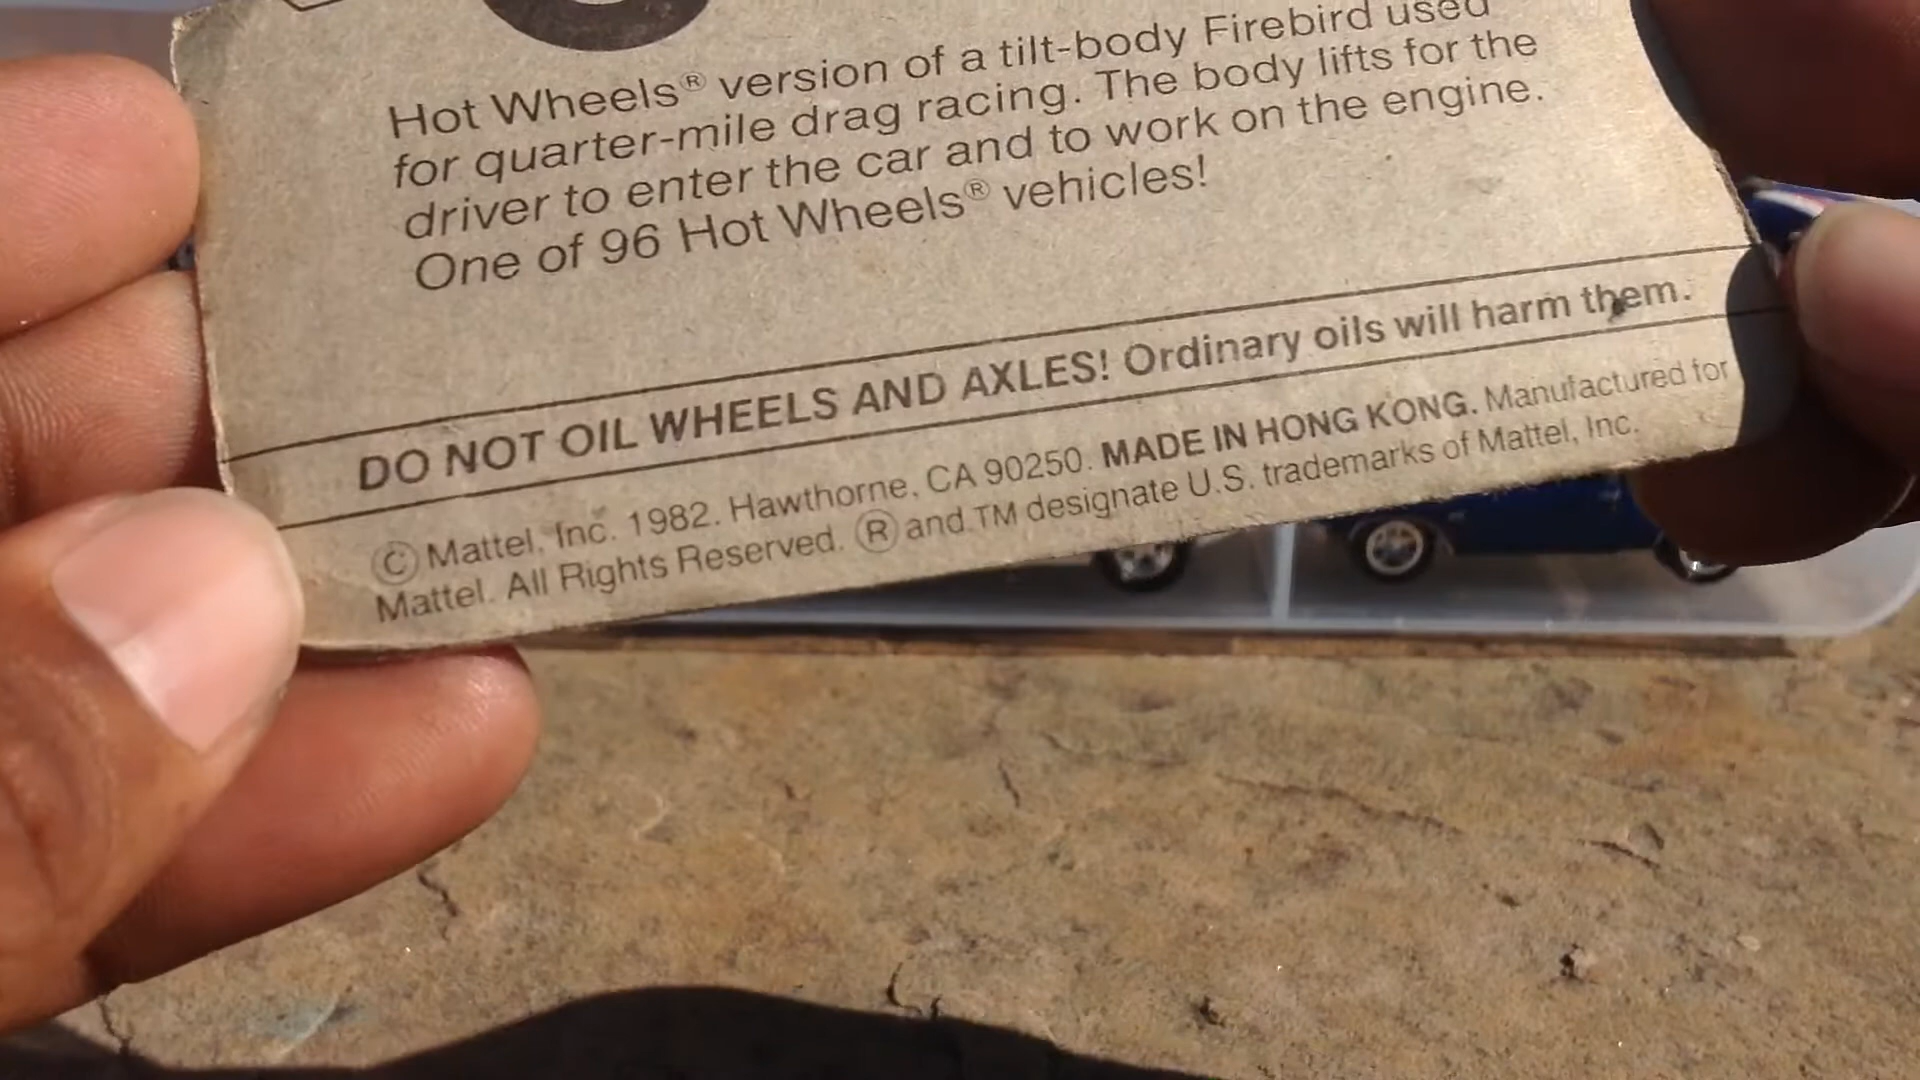 Hot Wheels® version of a tilt-body Firebird used
for quarter-mile drag racing. The body lifts for the
driver to enter the car and to work on the engine.
One of 96 Hot Wheels® vehicles!
DO NOT OIL WHEELS AND AXLES! Ordinary oils will harm them.
© Mattel, Inc. 1982. Hawthorne, CA 90250. MADE IN HONG KONG. Manufactured for
Mattel. All Rights Reserved. ® and TM designate U.S. trademarks of Mattel, Inc.